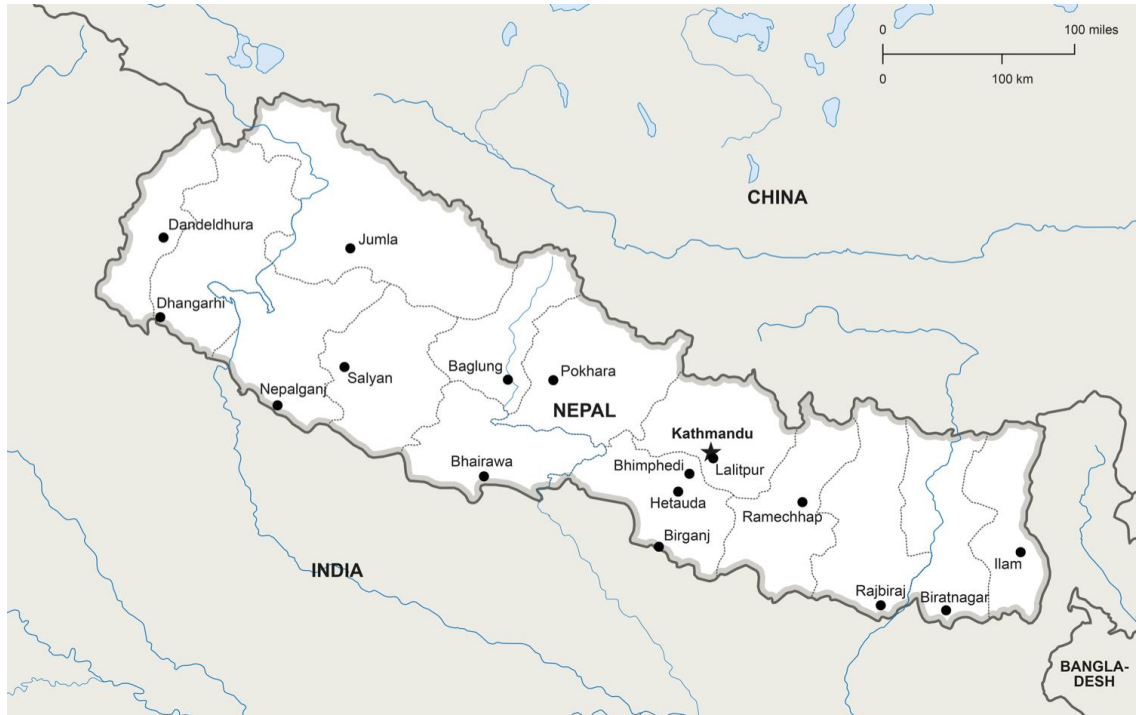 0 100 miles
0 100 km
CHINA
Dandeldhura
Jumla
Dhangarhi
Baglung
Pokhara
Salyan
Nepalganj
NEPAL
Kathmandu
Bhairawa
Bhimphedi
Lalitpur
Hetauda
Ramechhap
Birganj
Ilam
INDIA
Rajbiraj
Biratnagar
BANGLA-
DESH